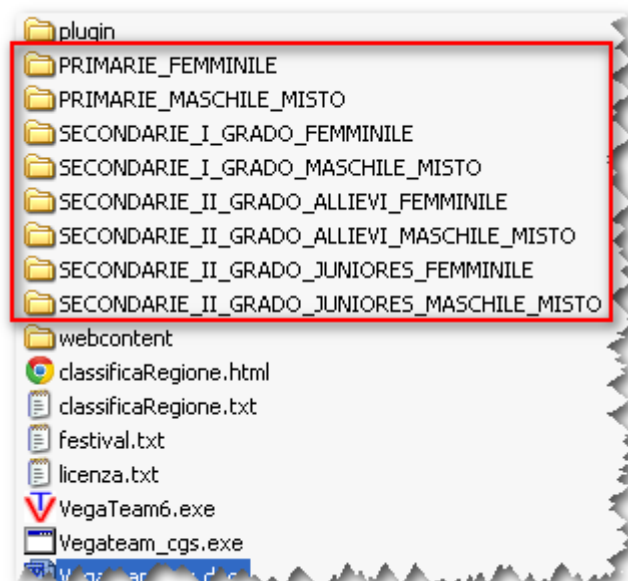 plugin
PRIMARIE_FEMMINILE
PRIMARIE_MASCHILE_MISTO
SECONDARIE_I_GRADO_FEMMINILE
SECONDARIE_I_GRADO_MASCHILE_MISTO
SECONDARIE_II_GRADO_ALLIEVI_FEMMINILE
SECONDARIE_II_GRADO_ALLIEVI_MASCHILE_MISTO
SECONDARIE_II_GRADO_JUNIORES_FEMMINILE
SECONDARIE_II_GRADO_JUNIORES_MASCHILE_MISTO
webcontent
classificaRegione.html
classificaRegione.txt
festival.txt
licenza.txt
VegaTeam6.exe
Vegateam_cgs.exe